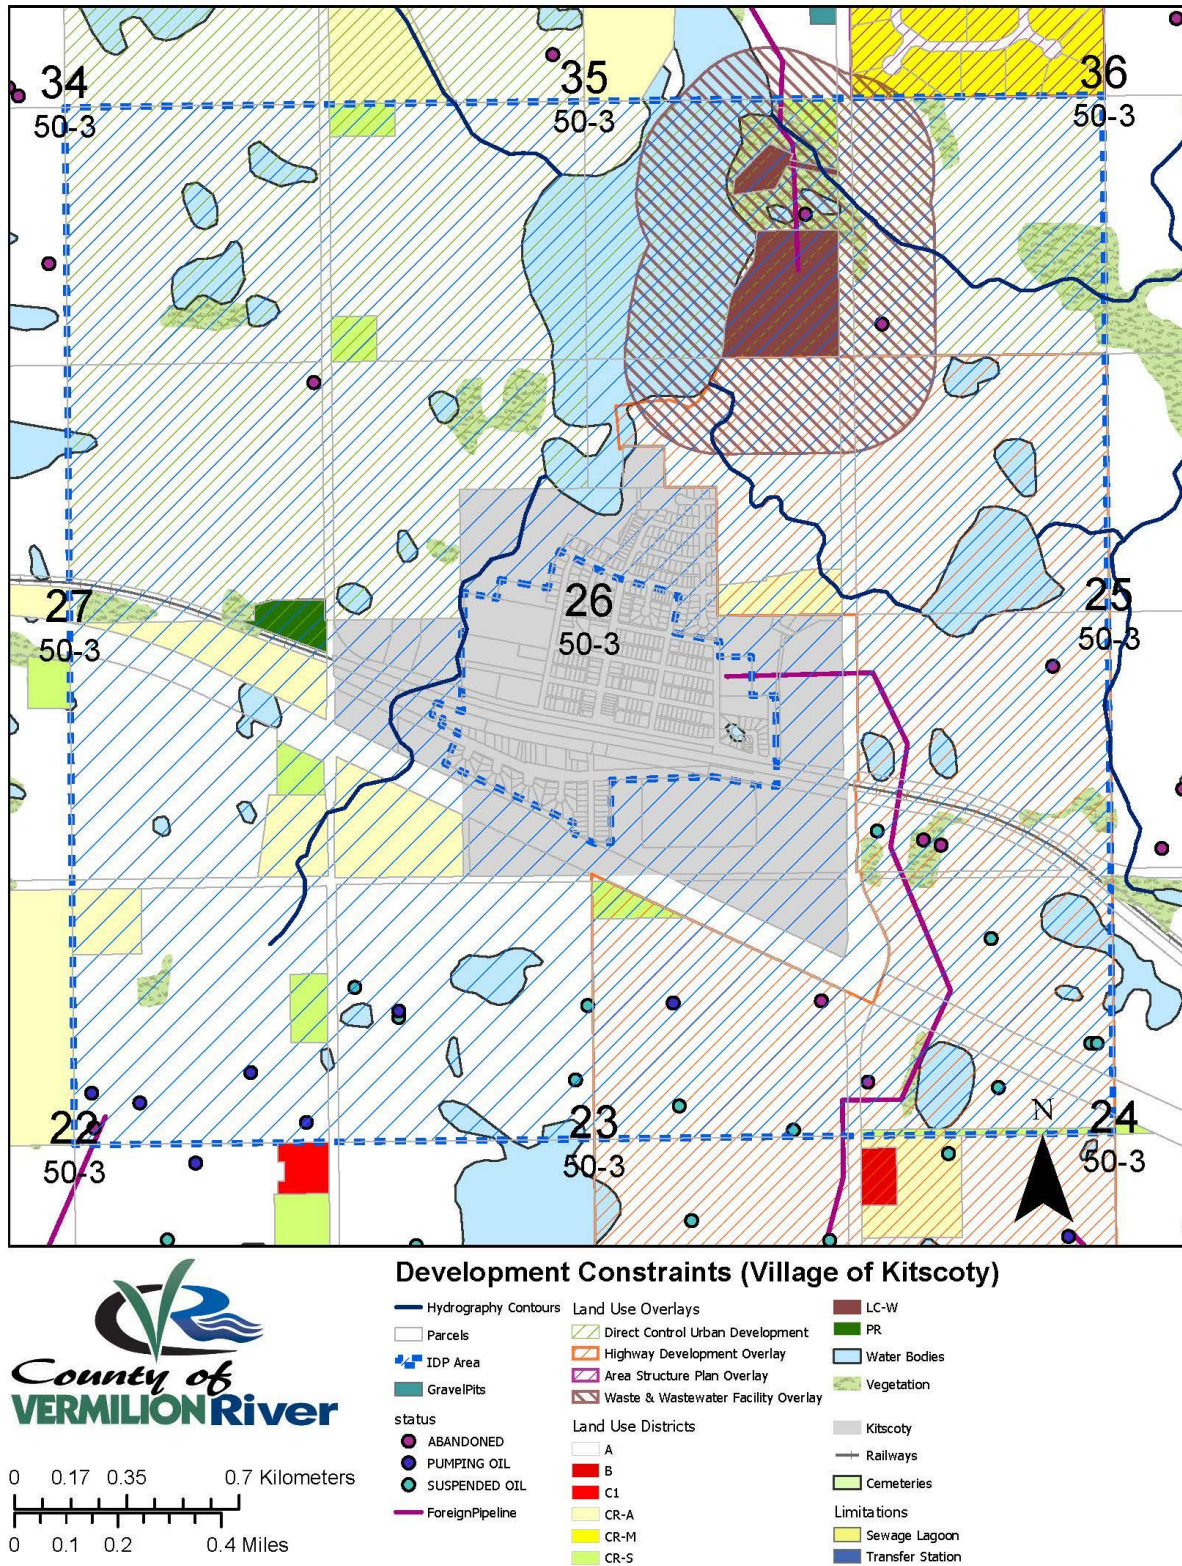 34
50-3
35
50-3
36
50-3
27
50-3
26
50-3
25
50-3
22
50-3
23
50-3
24
50-3
N
County of
VERMILION River
0 0.17 0.35 0.7 Kilometers
0 0.1 0.2 0.4 Miles
Development Constraints (Village of Kitscoty)
Hydrography Contours
Parcels
IDP Area
GravelPits
status
ABANDONED
PUMPING OIL
SUSPENDED OIL
ForeignPipeline
Land Use Overlays
Direct Control Urban Development
Highway Development Overlay
Area Structure Plan Overlay
Waste & Wastewater Facility Overlay
Land Use Districts
A
B
C1
CR-A
CR-M
CR-S
LC-W
PR
Water Bodies
Vegetation
Kitscoty
Railways
Cemeteries
Limitations
Sewage Lagoon
Transfer Station